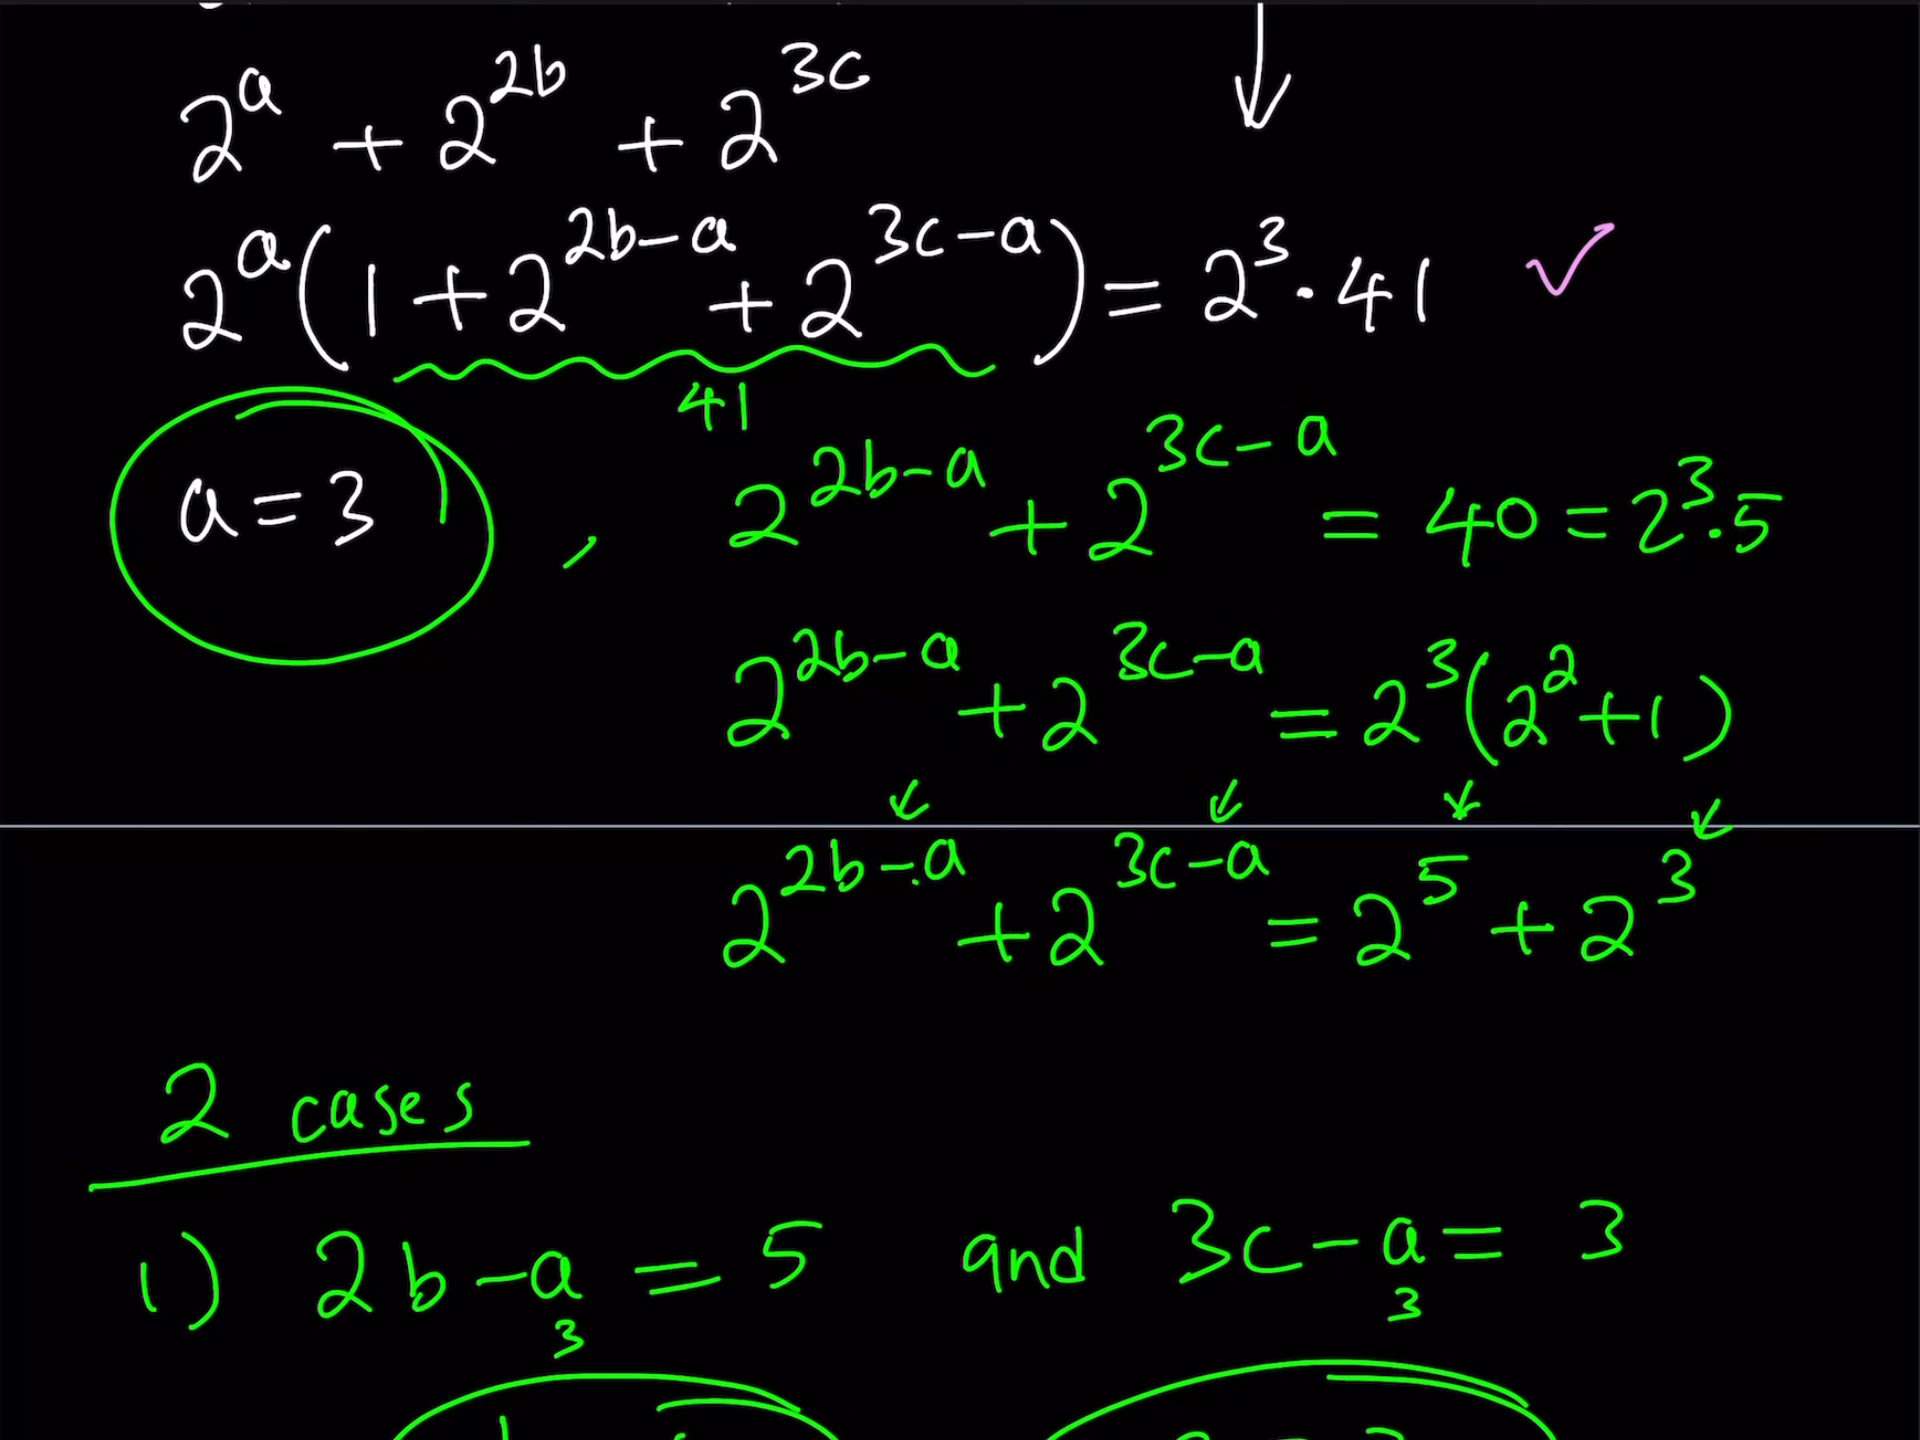 2^a + 2^{2b} + 2^{3c}
2^a(1 + 2^{2b-a} + 2^{3c-a}) = 2^3 · 41 ✓
41
a = 3 , 2^{2b-a} + 2^{3c-a} = 40 = 2^3 · 5
2^{2b-a} + 2^{3c-a} = 2^3(2^2 + 1)
2^{2b-a} + 2^{3c-a} = 2^5 + 2^3
2 cases
1) 2b - a = 5 and 3c - a = 3
3 3